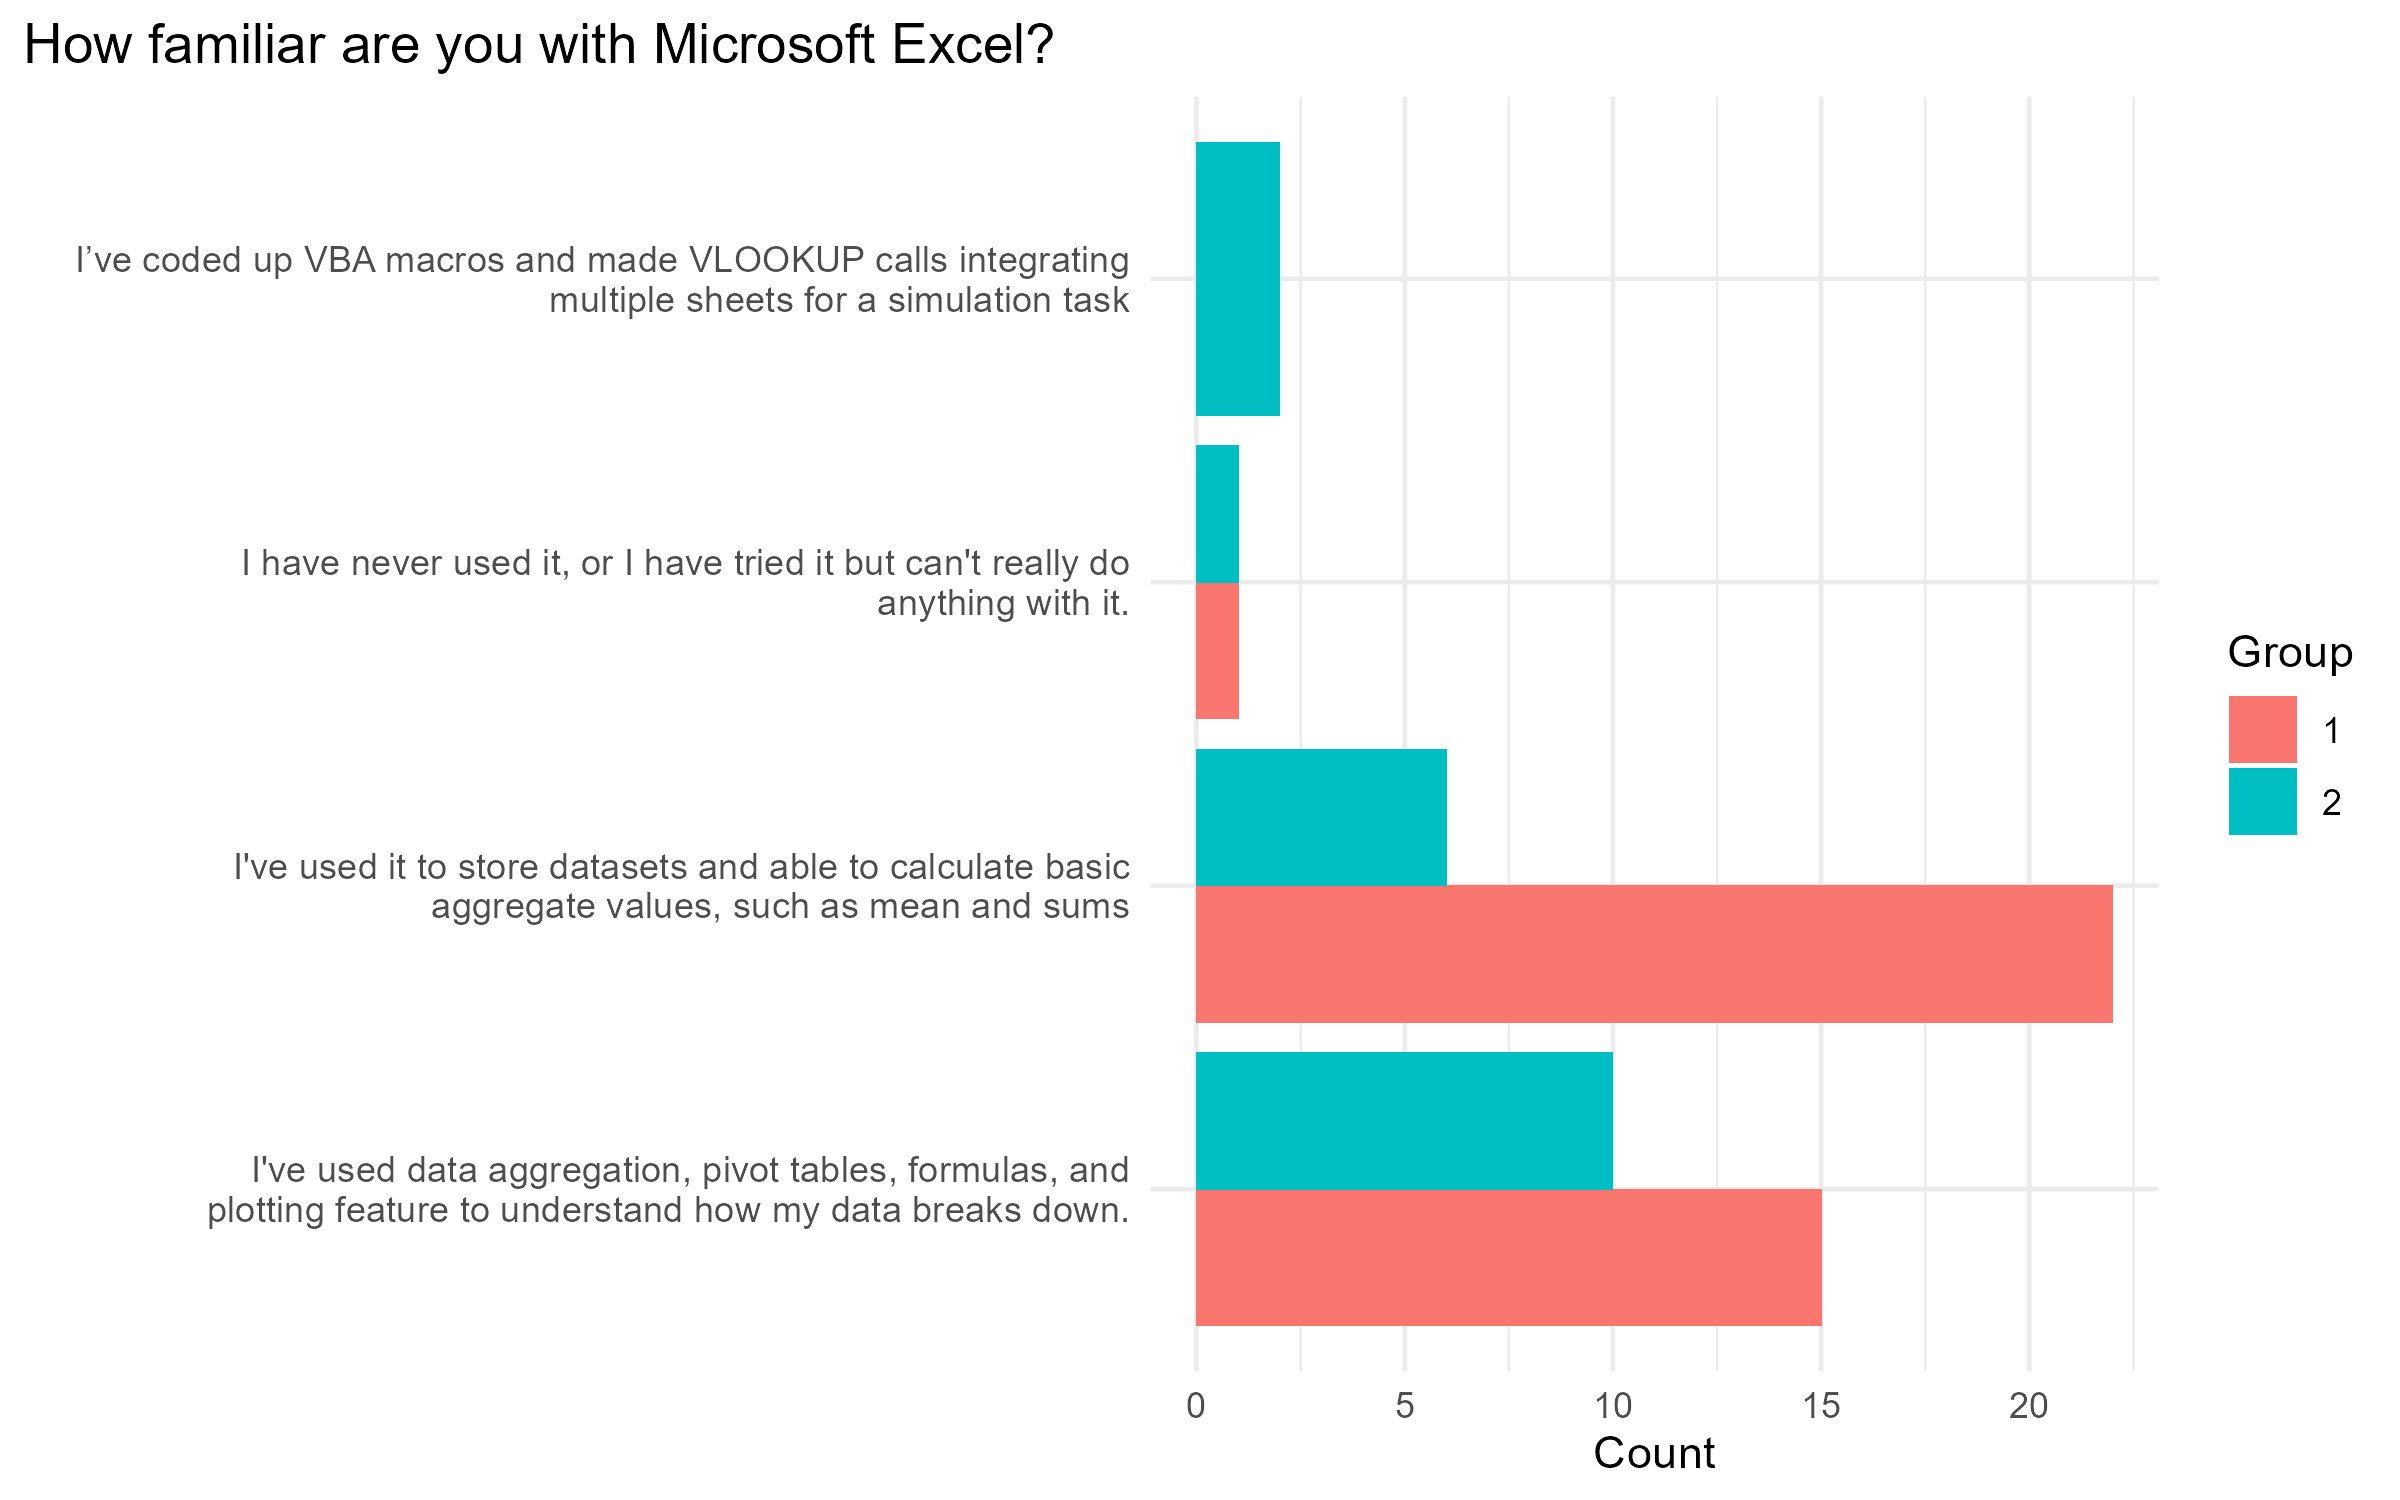 How familiar are you with Microsoft Excel?
I’ve coded up VBA macros and made VLOOKUP calls integrating
multiple sheets for a simulation task
I have never used it, or I have tried it but can't really do
anything with it.
I've used it to store datasets and able to calculate basic
aggregate values, such as mean and sums
I've used data aggregation, pivot tables, formulas, and
plotting feature to understand how my data breaks down.
0 5 10 15 20
Count
Group
1
2